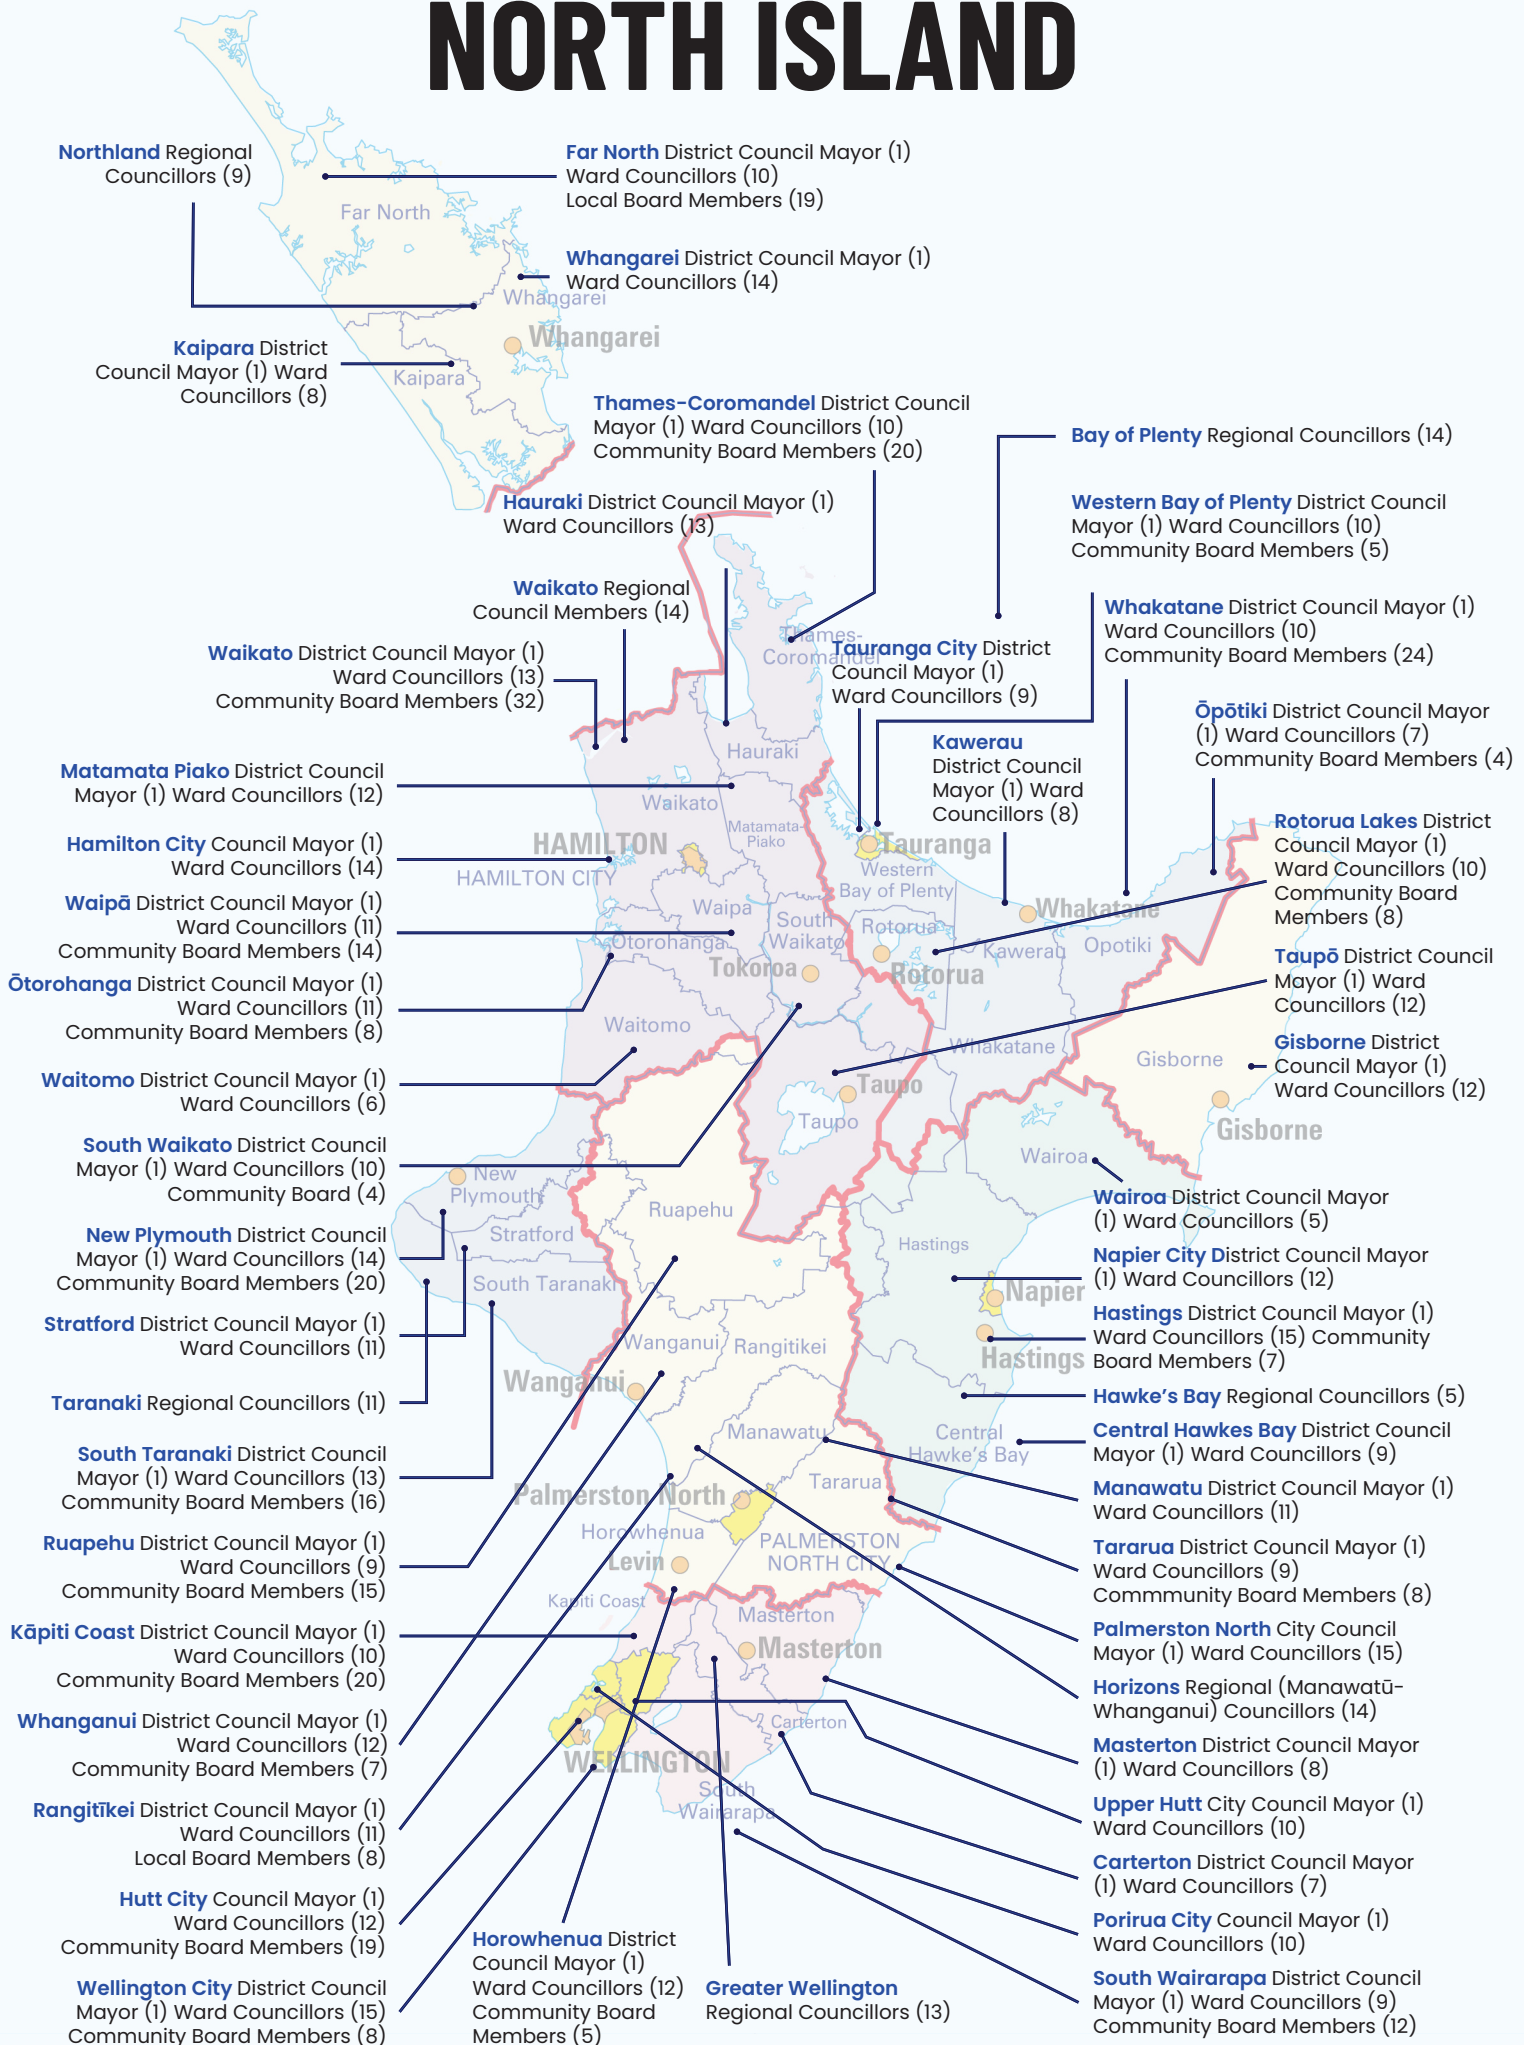 NORTH ISLAND
Northland Regional
Councillors (9)
Far North District Council Mayor (1)
Ward Councillors (10)
Local Board Members (19)
Far North
Whangarei District Council Mayor (1)
Ward Councillors (14)
Whangarei
Whangarei
Kaipara District
Council Mayor (1) Ward
Councillors (8)
Kaipara
Thames-Coromandel District Council
Mayor (1) Ward Councillors (10)
Community Board Members (20)
Bay of Plenty Regional Councillors (14)
Hauraki District Council Mayor (1)
Ward Councillors (13)
Western Bay of Plenty District Council
Mayor (1) Ward Councillors (10)
Community Board Members (5)
Waikato Regional
Council Members (14)
Whakatane District Council Mayor (1)
Ward Councillors (10)
Community Board Members (24)
Thames-
Coromandel
Waikato District Council Mayor (1)
Ward Councillors (13)
Community Board Members (32)
Tauranga City District
Council Mayor (1)
Ward Councillors (9)
Ōpōtiki District Council Mayor
(1) Ward Councillors (7)
Community Board Members (4)
Kawerau
District Council
Mayor (1) Ward
Councillors (8)
Hauraki
Matamata Piako District Council
Mayor (1) Ward Councillors (12)
Waikato
Matamata-
Piako
Rotorua Lakes District
Council Mayor (1)
Ward Councillors (10)
Community Board
Members (8)
Hamilton City Council Mayor (1)
Ward Councillors (14)
HAMILTON
HAMILTON CITY
Tauranga
Western
Bay of Plenty
Waipā District Council Mayor (1)
Ward Councillors (11)
Community Board Members (14)
Waipa
South
Waikato
Rotorua
Whakatane
Otorohanga
Kawerau
Opotiki
Tokoroa
Rotorua
Taupō District Council
Mayor (1) Ward
Councillors (12)
Ōtorohanga District Council Mayor (1)
Ward Councillors (11)
Community Board Members (8)
Waitomo
Whakatane
Gisborne
Gisborne District
Council Mayor (1)
Ward Councillors (12)
Waitomo District Council Mayor (1)
Ward Councillors (6)
Taupo
Taupo
Gisborne
South Waikato District Council
Mayor (1) Ward Councillors (10)
Community Board (4)
Wairoa
New
Plymouth
Wairoa District Council Mayor
(1) Ward Councillors (5)
Ruapehu
New Plymouth District Council
Mayor (1) Ward Councillors (14)
Community Board Members (20)
Stratford
Hastings
Napier City District Council Mayor
(1) Ward Councillors (12)
South Taranaki
Napier
Stratford District Council Mayor (1)
Ward Councillors (11)
Hastings District Council Mayor (1)
Ward Councillors (15) Community
Board Members (7)
Wanganui
Rangitikei
Hastings
Wanganui
Taranaki Regional Councillors (11)
Hawke's Bay Regional Councillors (5)
Manawatu
Central
Hawke's Bay
Central Hawkes Bay District Council
Mayor (1) Ward Councillors (9)
South Taranaki District Council
Mayor (1) Ward Councillors (13)
Community Board Members (16)
Tararua
Palmerston North
Manawatu District Council Mayor (1)
Ward Councillors (11)
Horowhenua
PALMERSTON
NORTH CITY
Levin
Ruapehu District Council Mayor (1)
Ward Councillors (9)
Community Board Members (15)
Tararua District Council Mayor (1)
Ward Councillors (9)
Commmunity Board Members (8)
Kapiti Coast
Masterton
Masterton
Kāpiti Coast District Council Mayor (1)
Ward Councillors (10)
Community Board Members (20)
Palmerston North City Council
Mayor (1) Ward Councillors (15)
Horizons Regional (Manawatū-
Whanganui) Councillors (14)
Whanganui District Council Mayor (1)
Ward Councillors (12)
Community Board Members (7)
Carterton
WELLINGTON
South
Wairarapa
Masterton District Council Mayor
(1) Ward Councillors (8)
Rangitīkei District Council Mayor (1)
Ward Councillors (11)
Local Board Members (8)
Upper Hutt City Council Mayor (1)
Ward Councillors (10)
Carterton District Council Mayor
(1) Ward Councillors (7)
Hutt City Council Mayor (1)
Ward Councillors (12)
Community Board Members (19)
Porirua City Council Mayor (1)
Ward Councillors (10)
Horowhenua District
Council Mayor (1)
Ward Councillors (12)
Community Board
Members (5)
Greater Wellington
Regional Councillors (13)
Wellington City District Council
Mayor (1) Ward Councillors (15)
Community Board Members (8)
South Wairarapa District Council
Mayor (1) Ward Councillors (9)
Community Board Members (12)